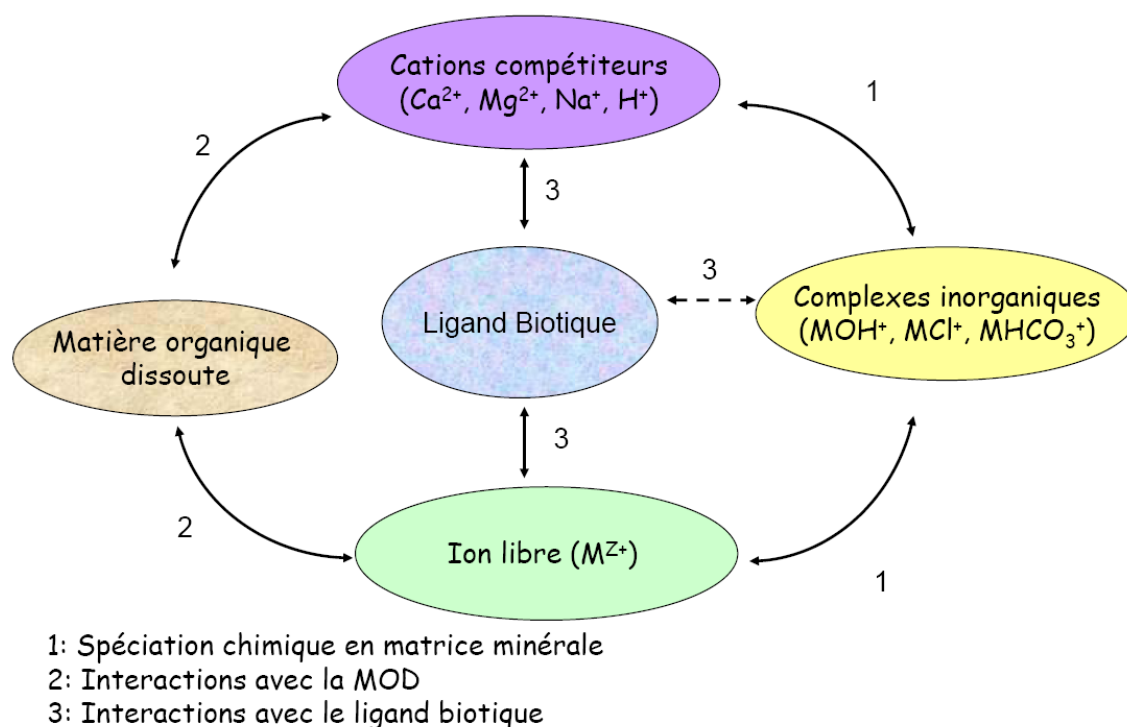 Cations compétiteurs
(Ca²⁺, Mg²⁺, Na⁺, H⁺)
1
2
3
3
Complexes inorganiques
(MOH⁺, MCl⁺, MHCO₃⁺)
Ligand Biotique
Matière organique
dissoute
3
2
Ion libre (Mᶻ⁺)
1
1: Spéciation chimique en matrice minérale
2: Interactions avec la MOD
3: Interactions avec le ligand biotique